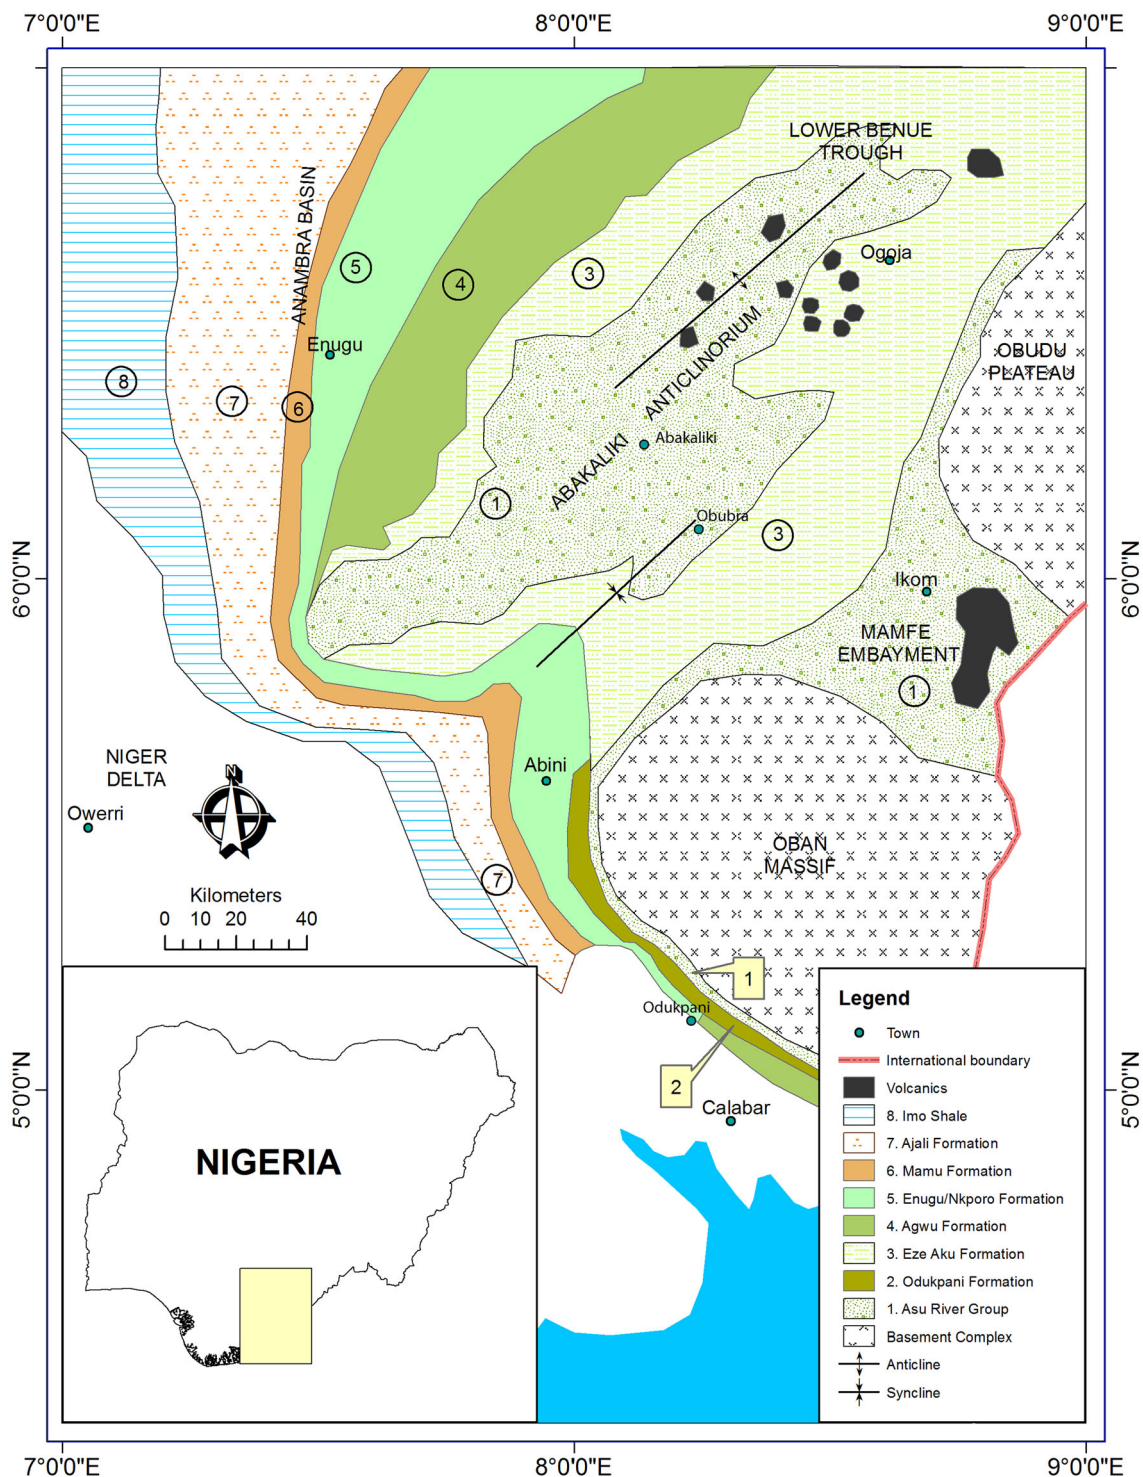 7°0'0"E
8°0'0"E
9°0'0"E
LOWER BENUE
TROUGH
ANAMBRA BASIN
Ogoja
5
3
4
Enugu
OBUDU
PLATEAU
8
7
6
ABAKALIKI ANTICLINORIUM
Abakaliki
1
Obubra
3
6°0'0"N
6°0'0"N
Ikom
MAMFE
EMBAYMENT
1
NIGER
DELTA
Abini
Owerri
N
OBAN
MASSIF
7
Kilometers
0 10 20 40
1
Odukpani
2
Calabar
5°0'0"N
5°0'0"N
NIGERIA
Legend
Town
International boundary
Volcanics
8. Imo Shale
7. Ajali Formation
6. Mamu Formation
5. Enugu/Nkporo Formation
4. Agwu Formation
3. Eze Aku Formation
2. Odukpani Formation
1. Asu River Group
Basement Complex
Anticline
Syncline
7°0'0"E
8°0'0"E
9°0'0"E